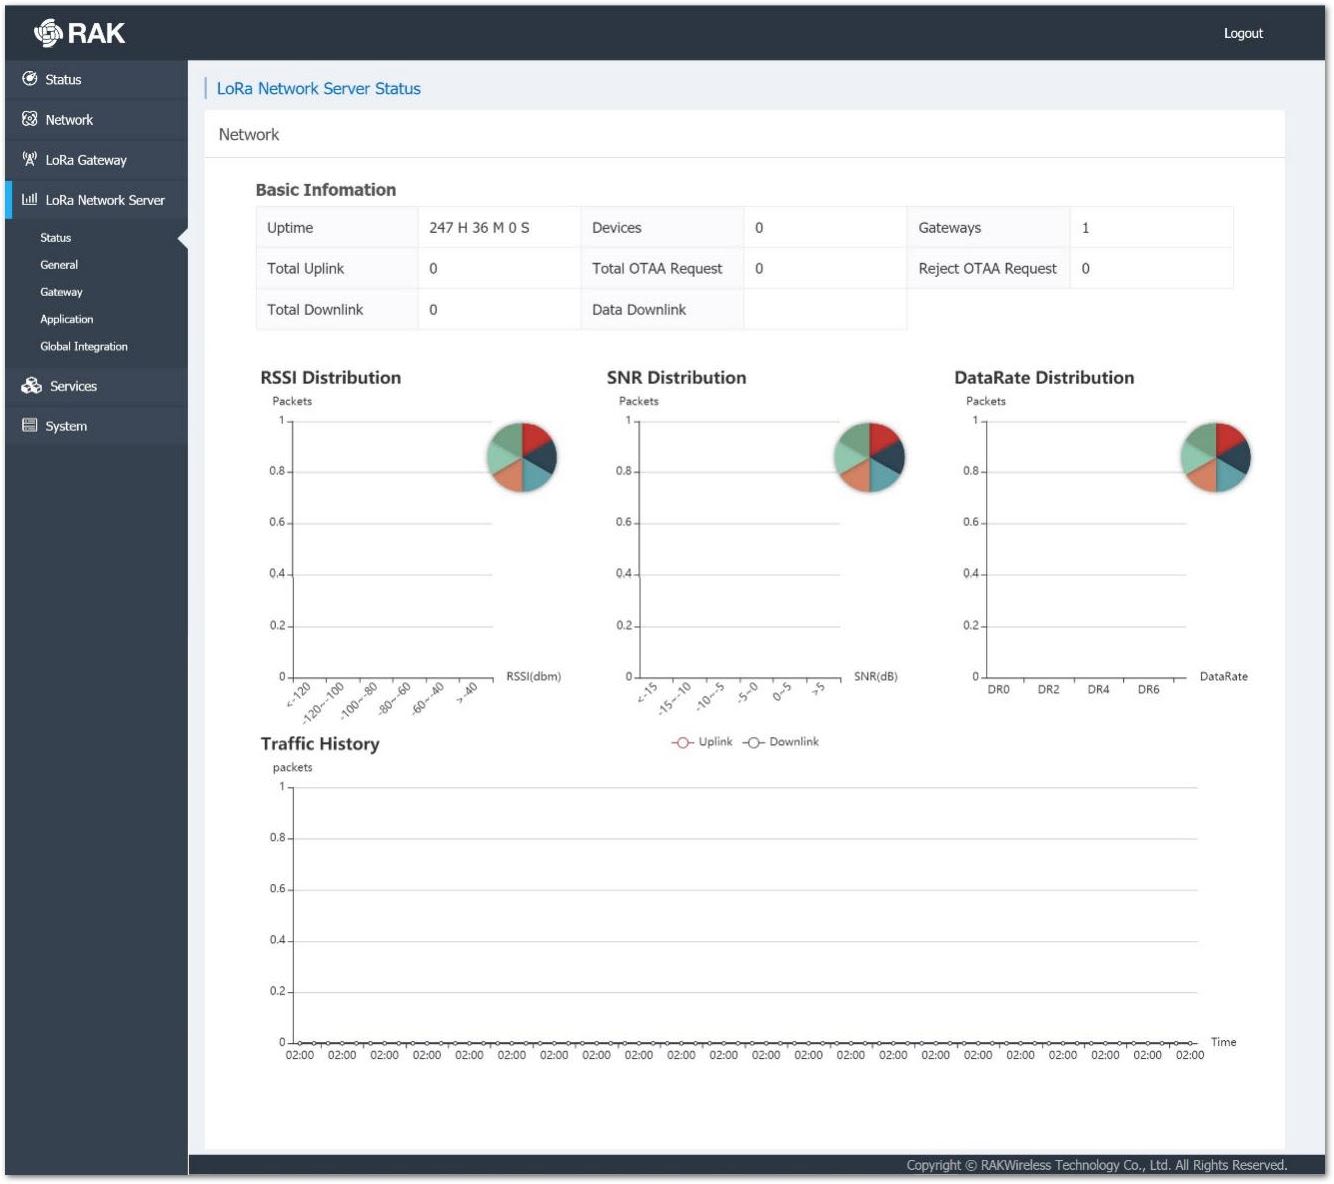 RAK
Logout
Status
Network
LoRa Gateway
LoRa Network Server
Status
General
Gateway
Application
Global Integration
Services
System
LoRa Network Server Status
Network
Basic Infomation
Uptime 247 H 36 M 0 S Devices 0 Gateways 1
Total Uplink 0 Total OTAA Request 0 Reject OTAA Request 0
Total Downlink 0 Data Downlink
RSSI Distribution
Packets
1
0.8
0.6
0.4
0.2
0
<-120 -120~-100 -100~-80 -80~-60 -60~-40 >-40
RSSI(dbm)
SNR Distribution
Packets
1
0.8
0.6
0.4
0.2
0
<-15 -15~-10 -10~-5 -5~0 0~5 >5
SNR(dB)
DataRate Distribution
Packets
1
0.8
0.6
0.4
0.2
0
DR0 DR2 DR4 DR6
DataRate
Traffic History
Uplink Downlink
packets
1
0.8
0.6
0.4
0.2
0
02:00 02:00 02:00 02:00 02:00 02:00 02:00 02:00 02:00 02:00 02:00 02:00 02:00 02:00 02:00 02:00 02:00 02:00 02:00 02:00 02:00 02:00
Time
Copyright © RAKWireless Technology Co., Ltd. All Rights Reserved.